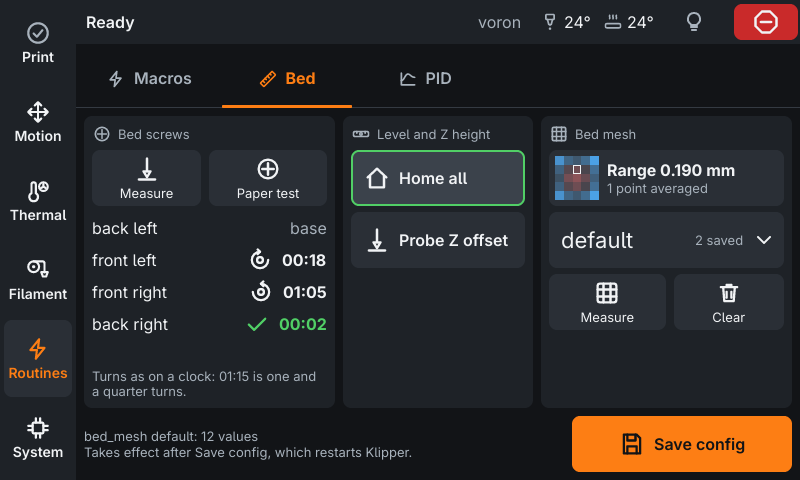 Ready
voron
24°
24°
Print
Motion
Thermal
Filament
Routines
System
Macros
Bed
PID
Bed screws
Measure
Paper test
back left
base
front left
00:18
front right
01:05
back right
00:02
Turns as on a clock: 01:15 is one and
a quarter turns.
Level and Z height
Home all
Probe Z offset
Bed mesh
Range 0.190 mm
1 point averaged
default
2 saved
Measure
Clear
bed_mesh default: 12 values
Takes effect after Save config, which restarts Klipper.
Save config